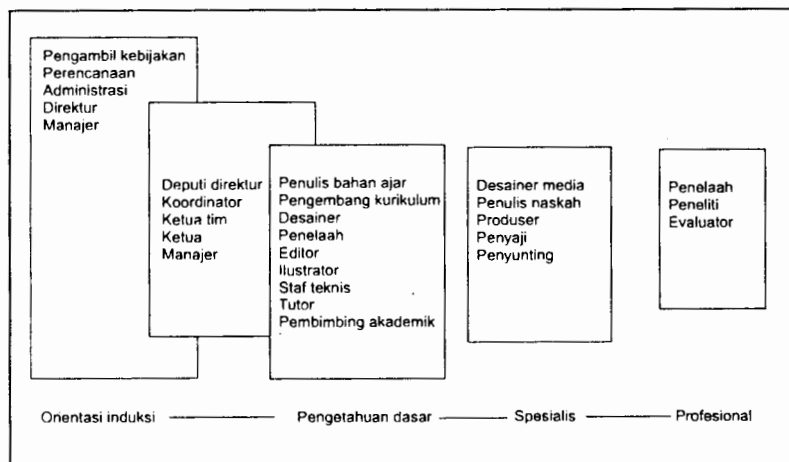 Pengambil kebijakan
Perencanaan
Administrasi
Direktur
Manajer
Deputi direktur
Koordinator
Ketua tim
Ketua
Manajer
Penulis bahan ajar
Pengembang kurikulum
Desainer
Penelaah
Editor
Ilustrator
Staf teknis
Tutor
Pembimbing akademik
Desainer media
Penulis naskah
Produser
Penyaji
Penyunting
Penelaah
Peneliti
Evaluator
Orientasi induksi Pengetahuan dasar Spesialis Profesional